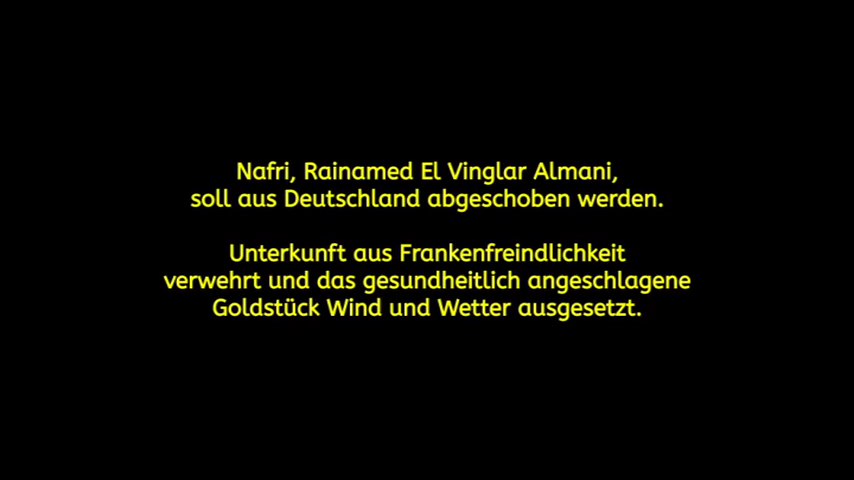 Nafri, Rainamed El Vinglar Almani,
soll aus Deutschland abgeschoben werden.
Unterkunft aus Frankenfreindlichkeit
verwehrt und das gesundheitlich angeschlagene
Goldstück Wind und Wetter ausgesetzt.